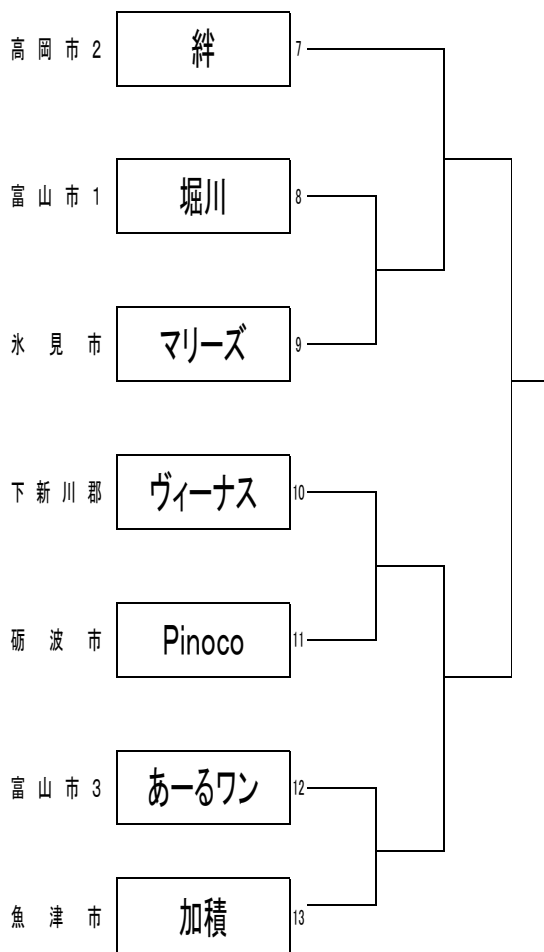 高岡市2 絆 7
富山市1 堀川 8
氷見市 マリーズ 9
下新川郡 ヴィーナス 10
砺波市 Pinoco 11
富山市3 あーるワン 12
魚津市 加積 13